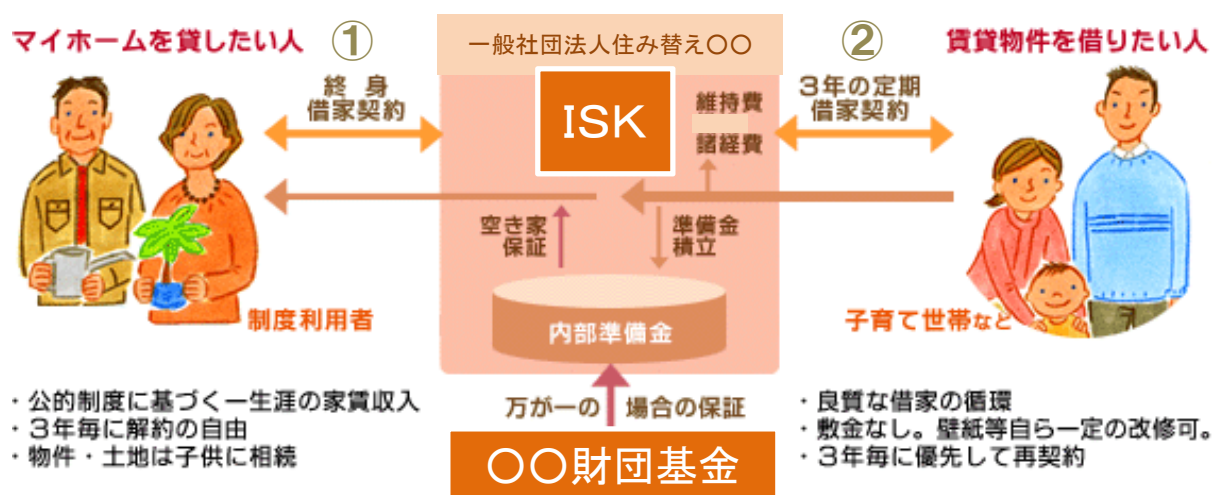 マイホームを貸したい人
①
終身
借家契約
一般社団法人住み替え〇〇
ISK
維持費
諸経費
②
3年の定期
借家契約
賃貸物件を借りたい人
空き家
保証
準備金
積立
内部準備金
制度利用者
子育て世帯など
・公的制度に基づく一生涯の家賃収入
・3年毎に解約の自由
・物件・土地は子供に相続
万が一の 場合の保証
〇〇財団基金
・良質な借家の循環
・敷金なし。壁紙等自ら一定の改修可。
・3年毎に優先して再契約